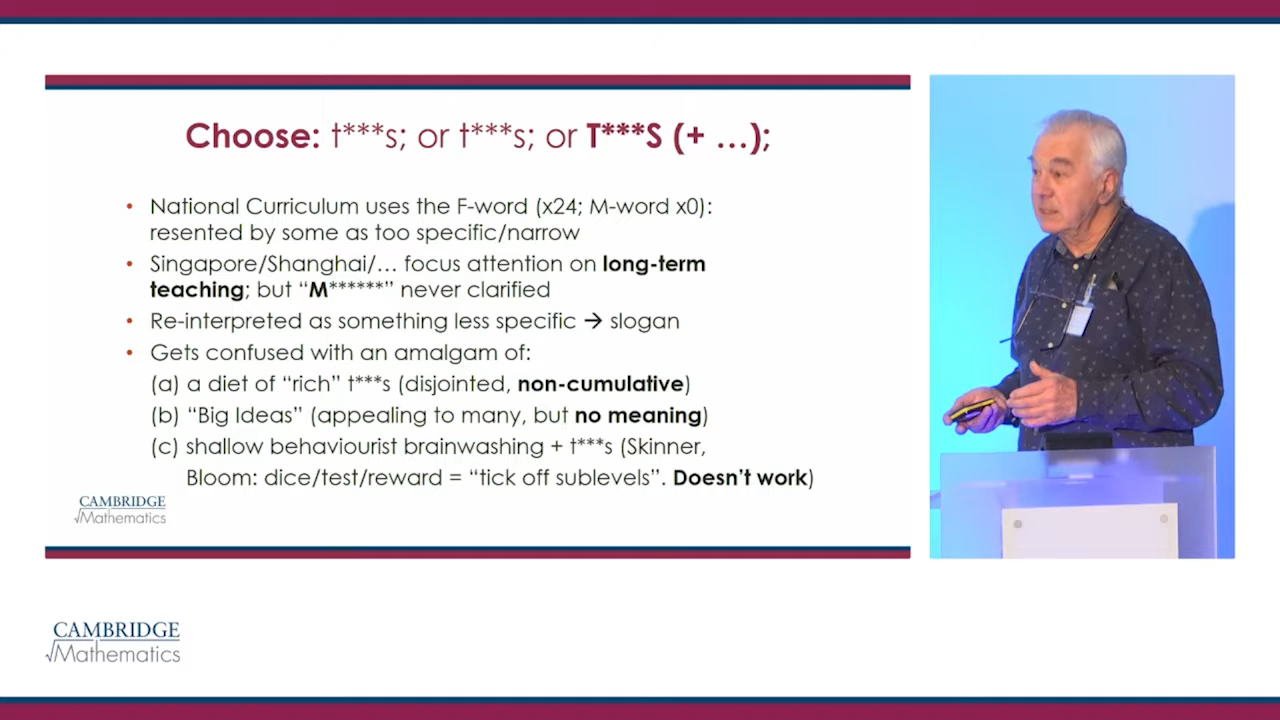 Choose: t***s; or t***s; or T***S (+ …);
• National Curriculum uses the F-word (x24; M-word x0):
resented by some as too specific/narrow
• Singapore/Shanghai/… focus attention on long-term
teaching; but “M******” never clarified
• Re-interpreted as something less specific → slogan
• Gets confused with an amalgam of:
(a) a diet of “rich” t***s (disjointed, non-cumulative)
(b) “Big Ideas” (appealing to many, but no meaning)
(c) shallow behaviourist brainwashing + t***s (Skinner,
Bloom: dice/test/reward = “tick off sublevels”. Doesn’t work)
CAMBRIDGE
Mathematics
CAMBRIDGE
Mathematics